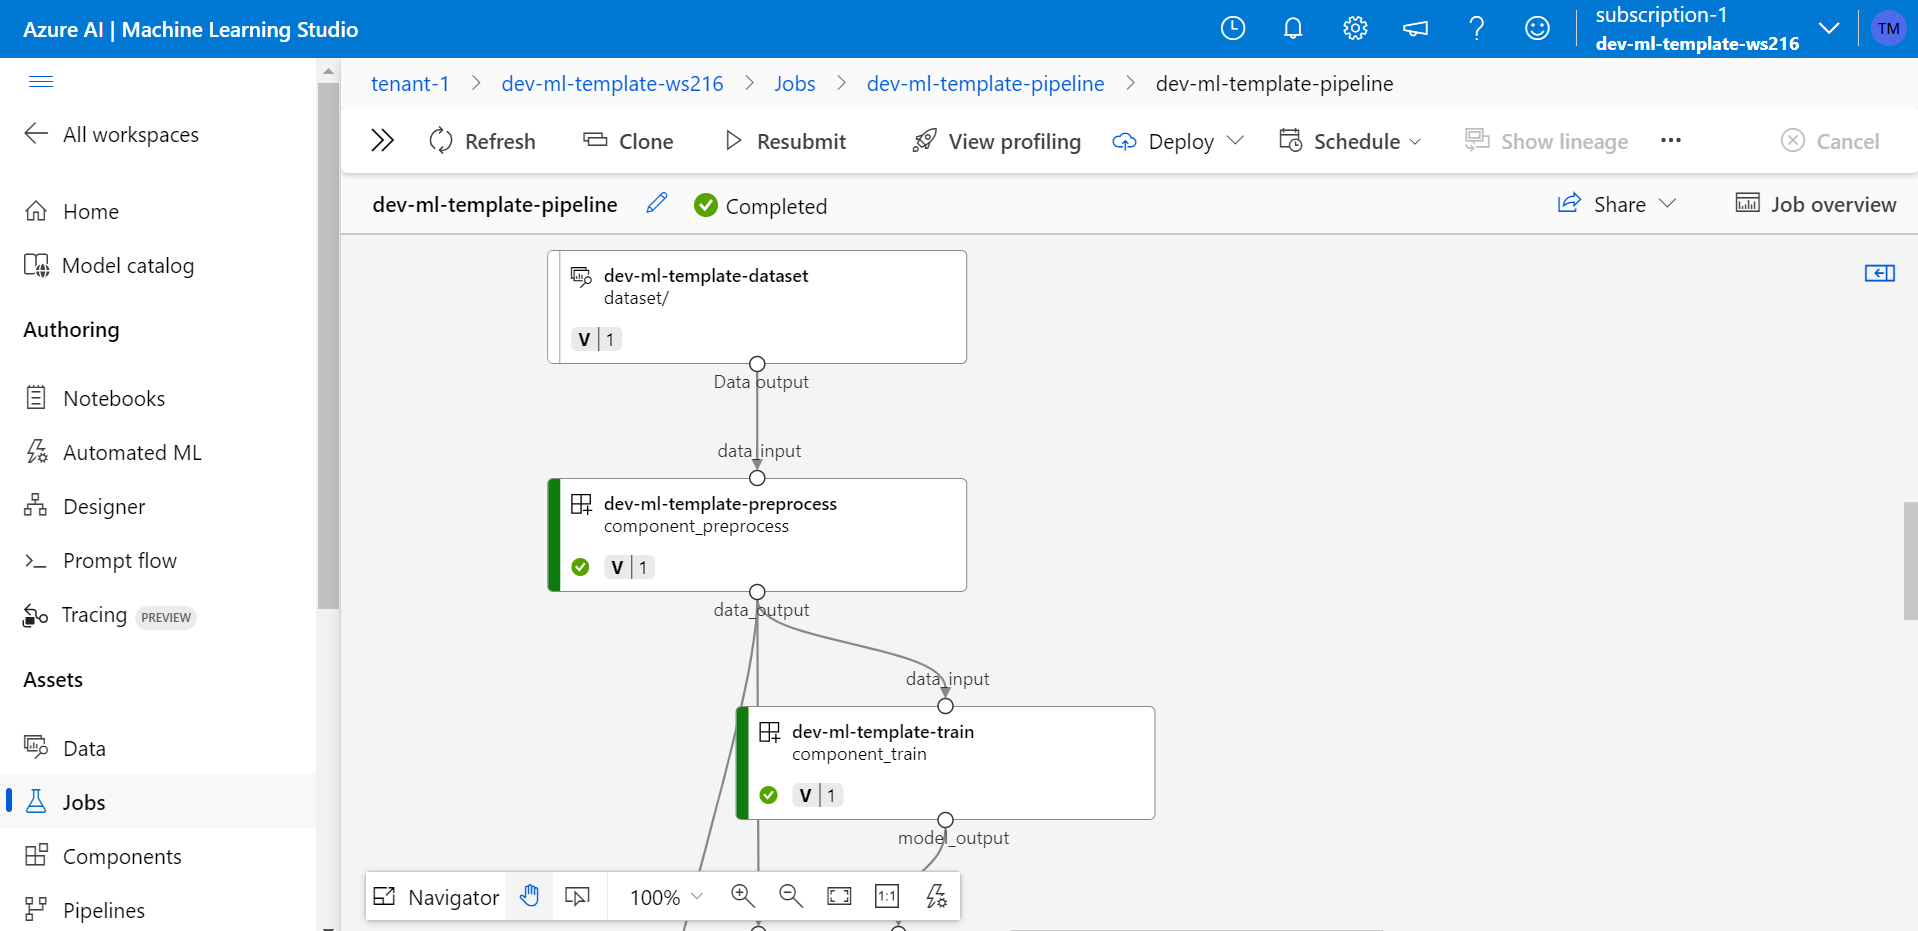 Azure AI | Machine Learning Studio
subscription-1
dev-ml-template-ws216
TM
All workspaces
Home
Model catalog
Authoring
Notebooks
Automated ML
Designer
Prompt flow
Tracing PREVIEW
Assets
Data
Jobs
Components
Pipelines
tenant-1 > dev-ml-template-ws216 > Jobs > dev-ml-template-pipeline > dev-ml-template-pipeline
Refresh Clone Resubmit View profiling Deploy Schedule Show lineage ... Cancel
dev-ml-template-pipeline Completed Share Job overview
dev-ml-template-dataset
dataset/
V | 1
Data output
data_input
dev-ml-template-preprocess
component_preprocess
V | 1
data_output
data_input
dev-ml-template-train
component_train
V | 1
model_output
Navigator 100% 1:1